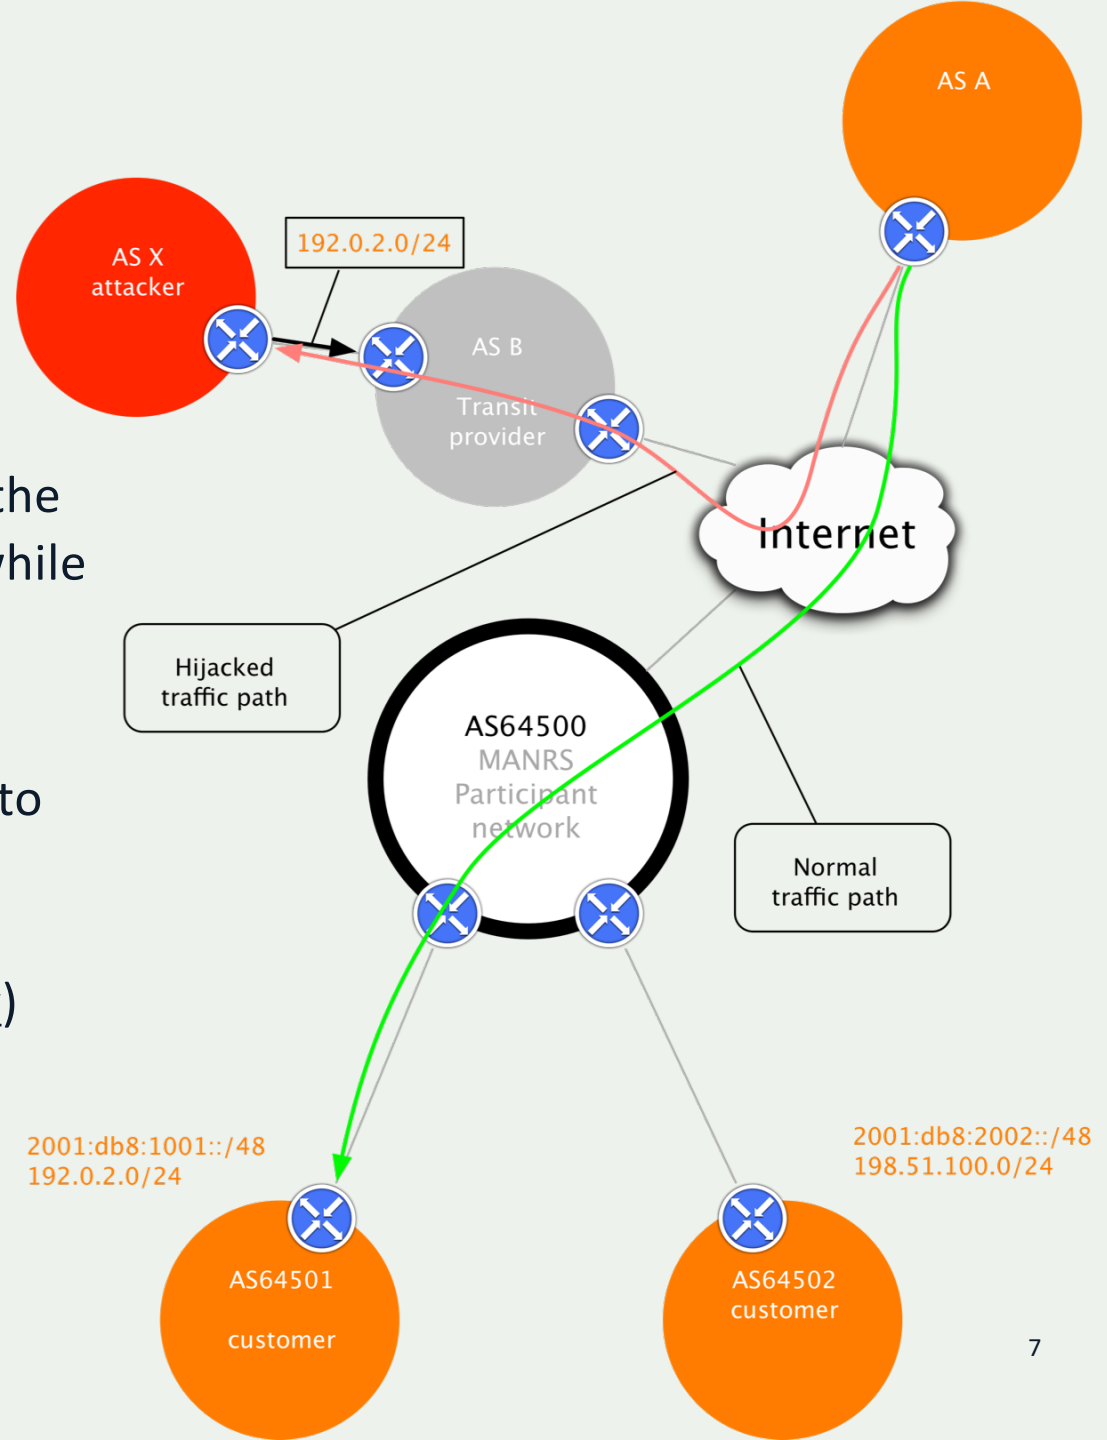 AS A
AS X
attacker
192.0.2.0/24
AS B
Transit
provider
the
Internet
Hijacked
traffic path
AS64500
MANRS
Participant
network
to
Normal
traffic path
)
2001:db8:1001::/48
192.0.2.0/24
2001:db8:2002::/48
198.51.100.0/24
AS64501
customer
AS64502
customer
7